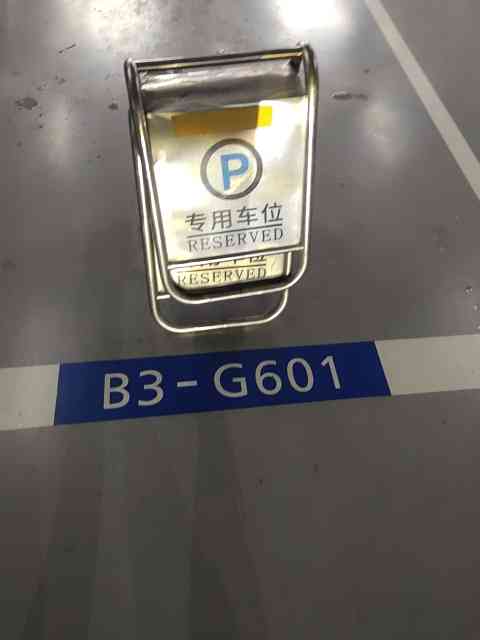 P
专用车位
RESERVED
RESERVED
B3-G601